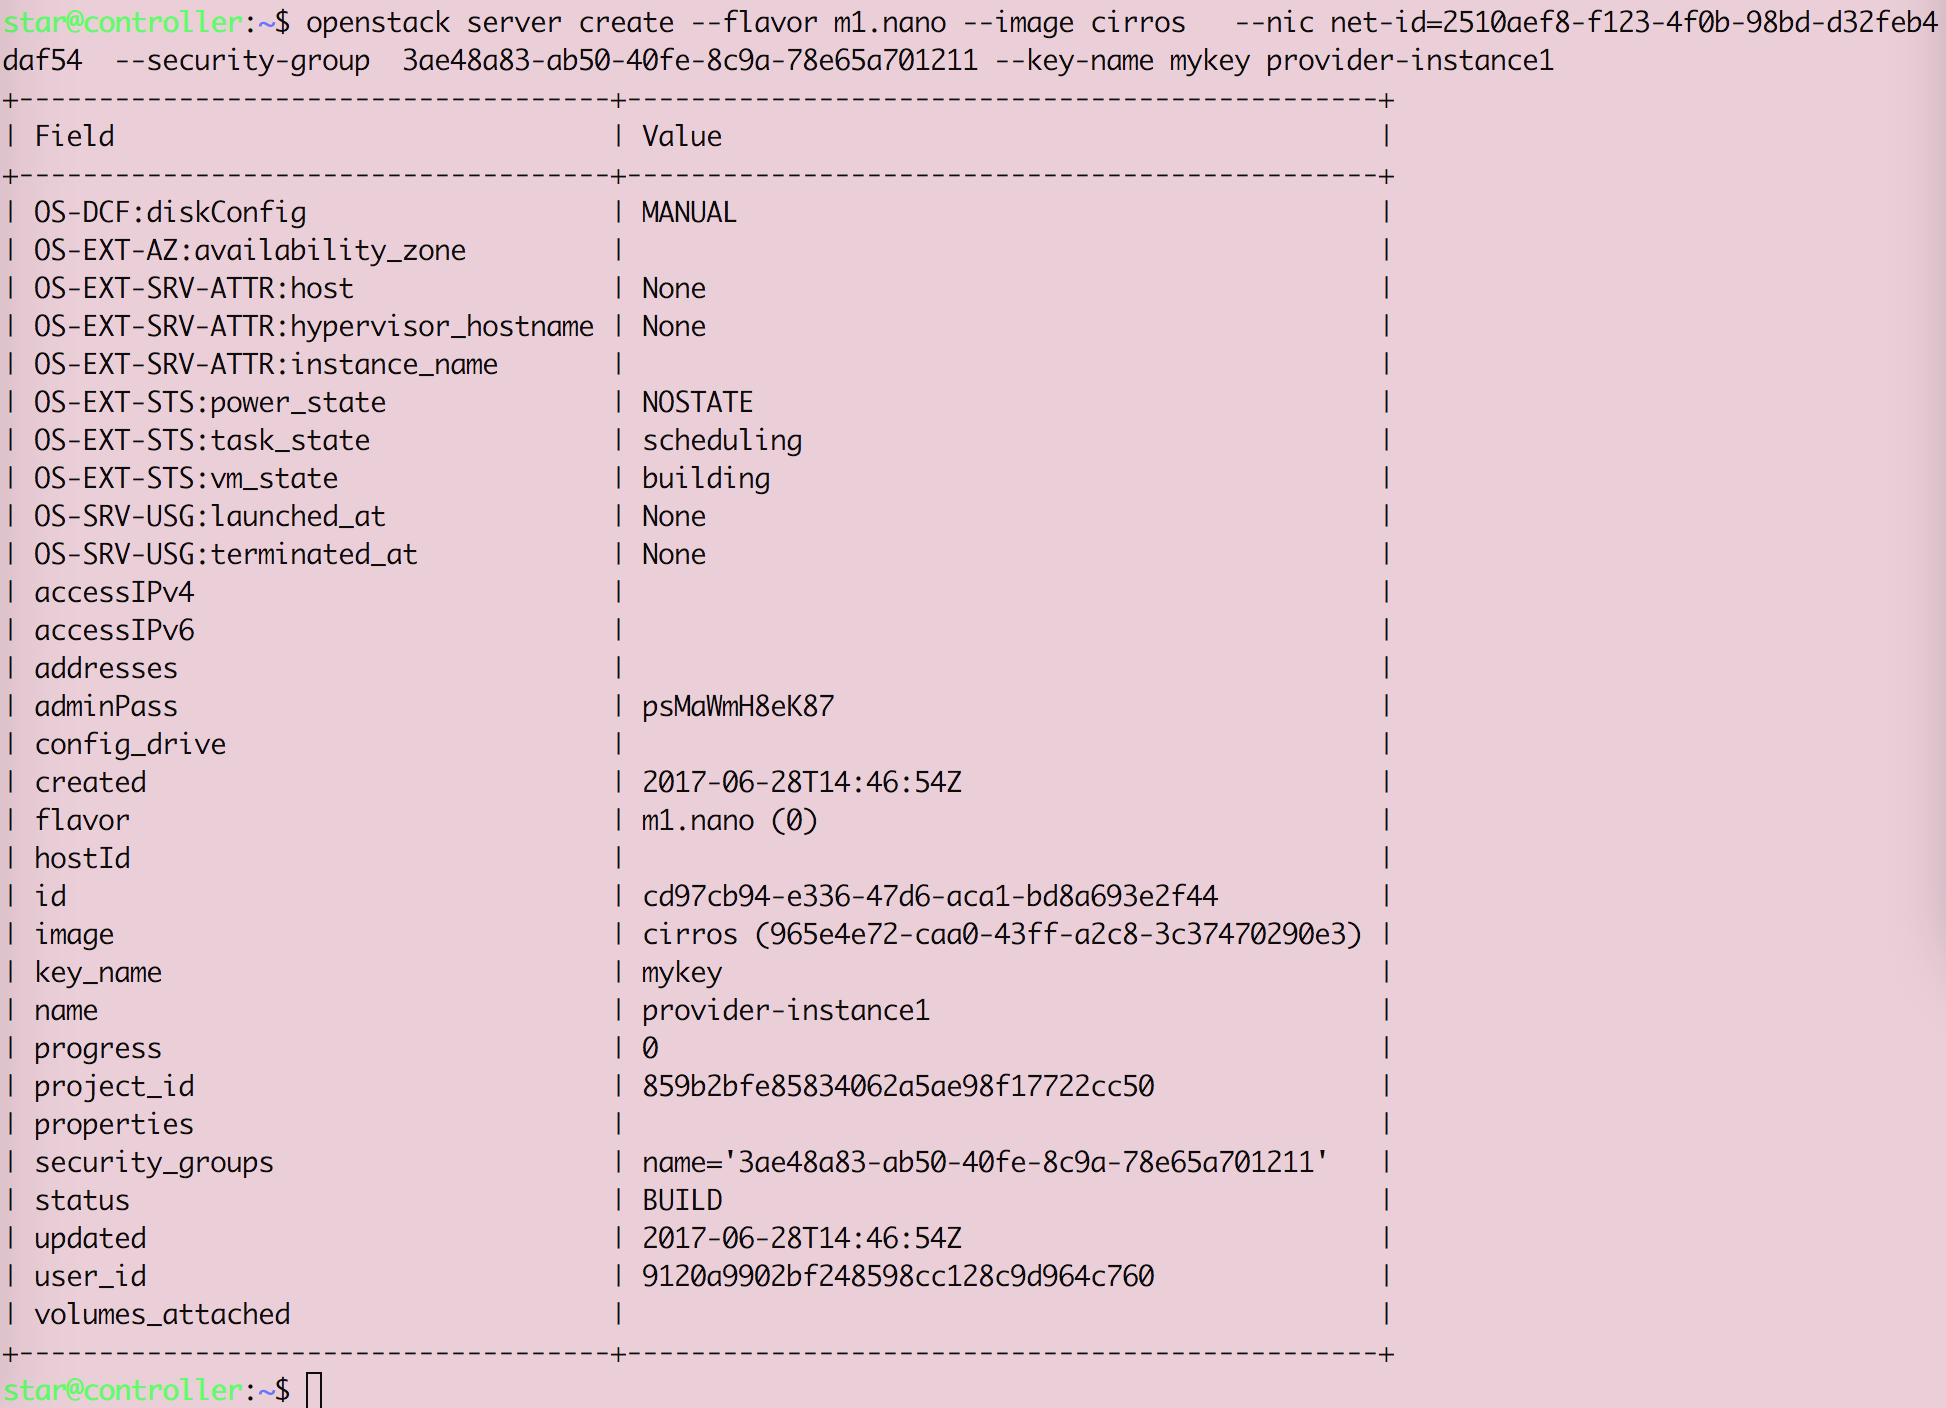 star@controller:~$ openstack server create --flavor m1.nano --image cirros   --nic net-id=2510aef8-f123-4f0b-98bd-d32feb4
daf54  --security-group  3ae48a83-ab50-40fe-8c9a-78e65a701211 --key-name mykey provider-instance1
+-------------------------------------+-----------------------------------------------+
| Field                               | Value                                         |
+-------------------------------------+-----------------------------------------------+
| OS-DCF:diskConfig                   | MANUAL                                        |
| OS-EXT-AZ:availability_zone         |                                               |
| OS-EXT-SRV-ATTR:host                | None                                          |
| OS-EXT-SRV-ATTR:hypervisor_hostname | None                                          |
| OS-EXT-SRV-ATTR:instance_name       |                                               |
| OS-EXT-STS:power_state              | NOSTATE                                       |
| OS-EXT-STS:task_state               | scheduling                                    |
| OS-EXT-STS:vm_state                 | building                                      |
| OS-SRV-USG:launched_at              | None                                          |
| OS-SRV-USG:terminated_at            | None                                          |
| accessIPv4                          |                                               |
| accessIPv6                          |                                               |
| addresses                           |                                               |
| adminPass                           | psMaWmH8eK87                                  |
| config_drive                        |                                               |
| created                             | 2017-06-28T14:46:54Z                          |
| flavor                              | m1.nano (0)                                   |
| hostId                              |                                               |
| id                                  | cd97cb94-e336-47d6-aca1-bd8a693e2f44          |
| image                               | cirros (965e4e72-caa0-43ff-a2c8-3c37470290e3) |
| key_name                            | mykey                                         |
| name                                | provider-instance1                            |
| progress                            | 0                                             |
| project_id                          | 859b2bfe85834062a5ae98f17722cc50              |
| properties                          |                                               |
| security_groups                     | name='3ae48a83-ab50-40fe-8c9a-78e65a701211'   |
| status                              | BUILD                                         |
| updated                             | 2017-06-28T14:46:54Z                          |
| user_id                             | 9120a9902bf248598cc128c9d964c760              |
| volumes_attached                    |                                               |
+-------------------------------------+-----------------------------------------------+
star@controller:~$